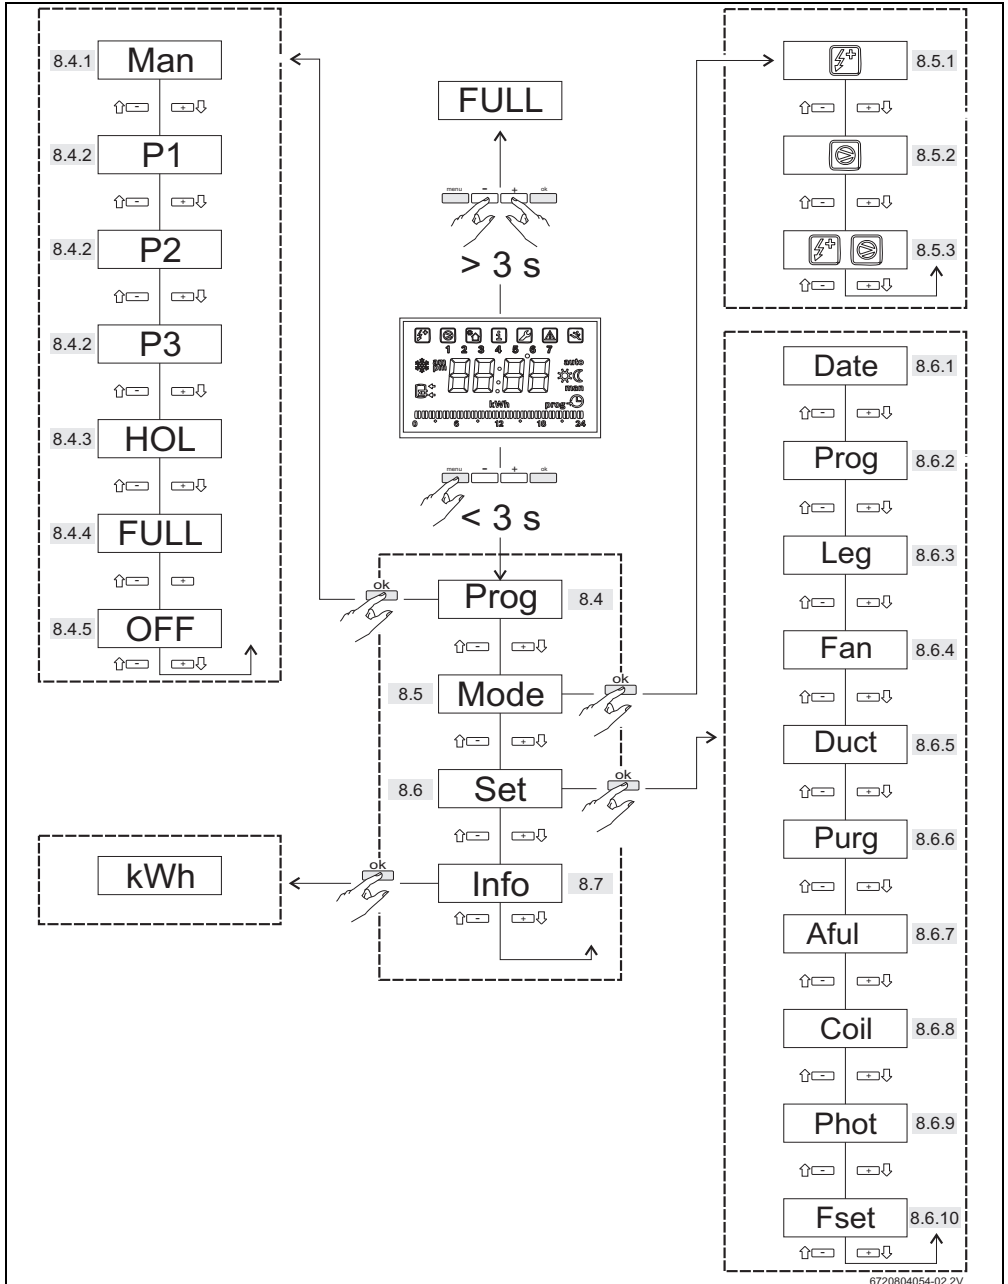 8.4.1 Man
- +
8.4.2 P1
- +
8.4.2 P2
- +
8.4.2 P3
- +
8.4.3 HOL
- +
8.4.4 FULL
- +
8.4.5 OFF
- +
FULL
menu - + ok
> 3 s
1 2 3 4 5 6 7
am
pm
88:88
auto
man
kWh
prog
0 6 12 18 24
menu - + ok
< 3 s
ok
Prog 8.4
- +
8.5 Mode
ok
- +
8.6 Set
ok
- +
Info 8.7
ok
- +
kWh
8.5.1
- +
8.5.2
- +
8.5.3
- +
Date 8.6.1
- +
Prog 8.6.2
- +
Leg 8.6.3
- +
Fan 8.6.4
- +
Duct 8.6.5
- +
Purg 8.6.6
- +
Aful 8.6.7
- +
Coil 8.6.8
- +
Phot 8.6.9
- +
Fset 8.6.10
- +
6720804054-02.2V